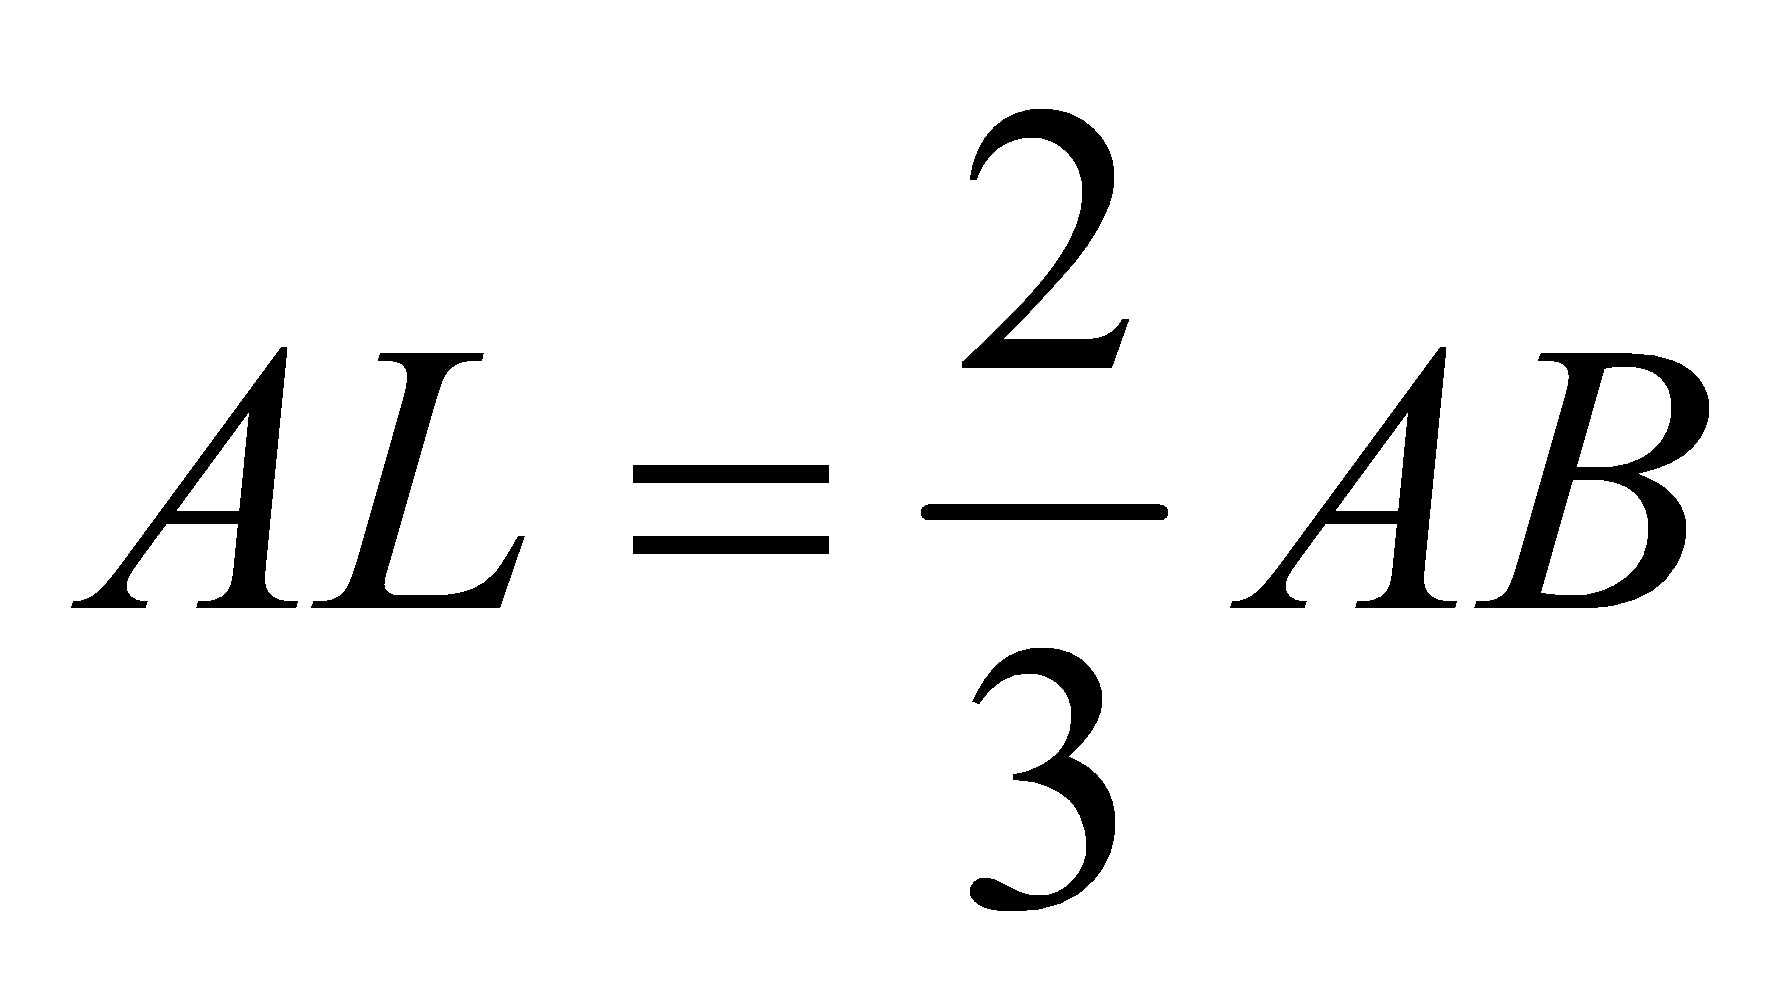 AL = 2/3 AB